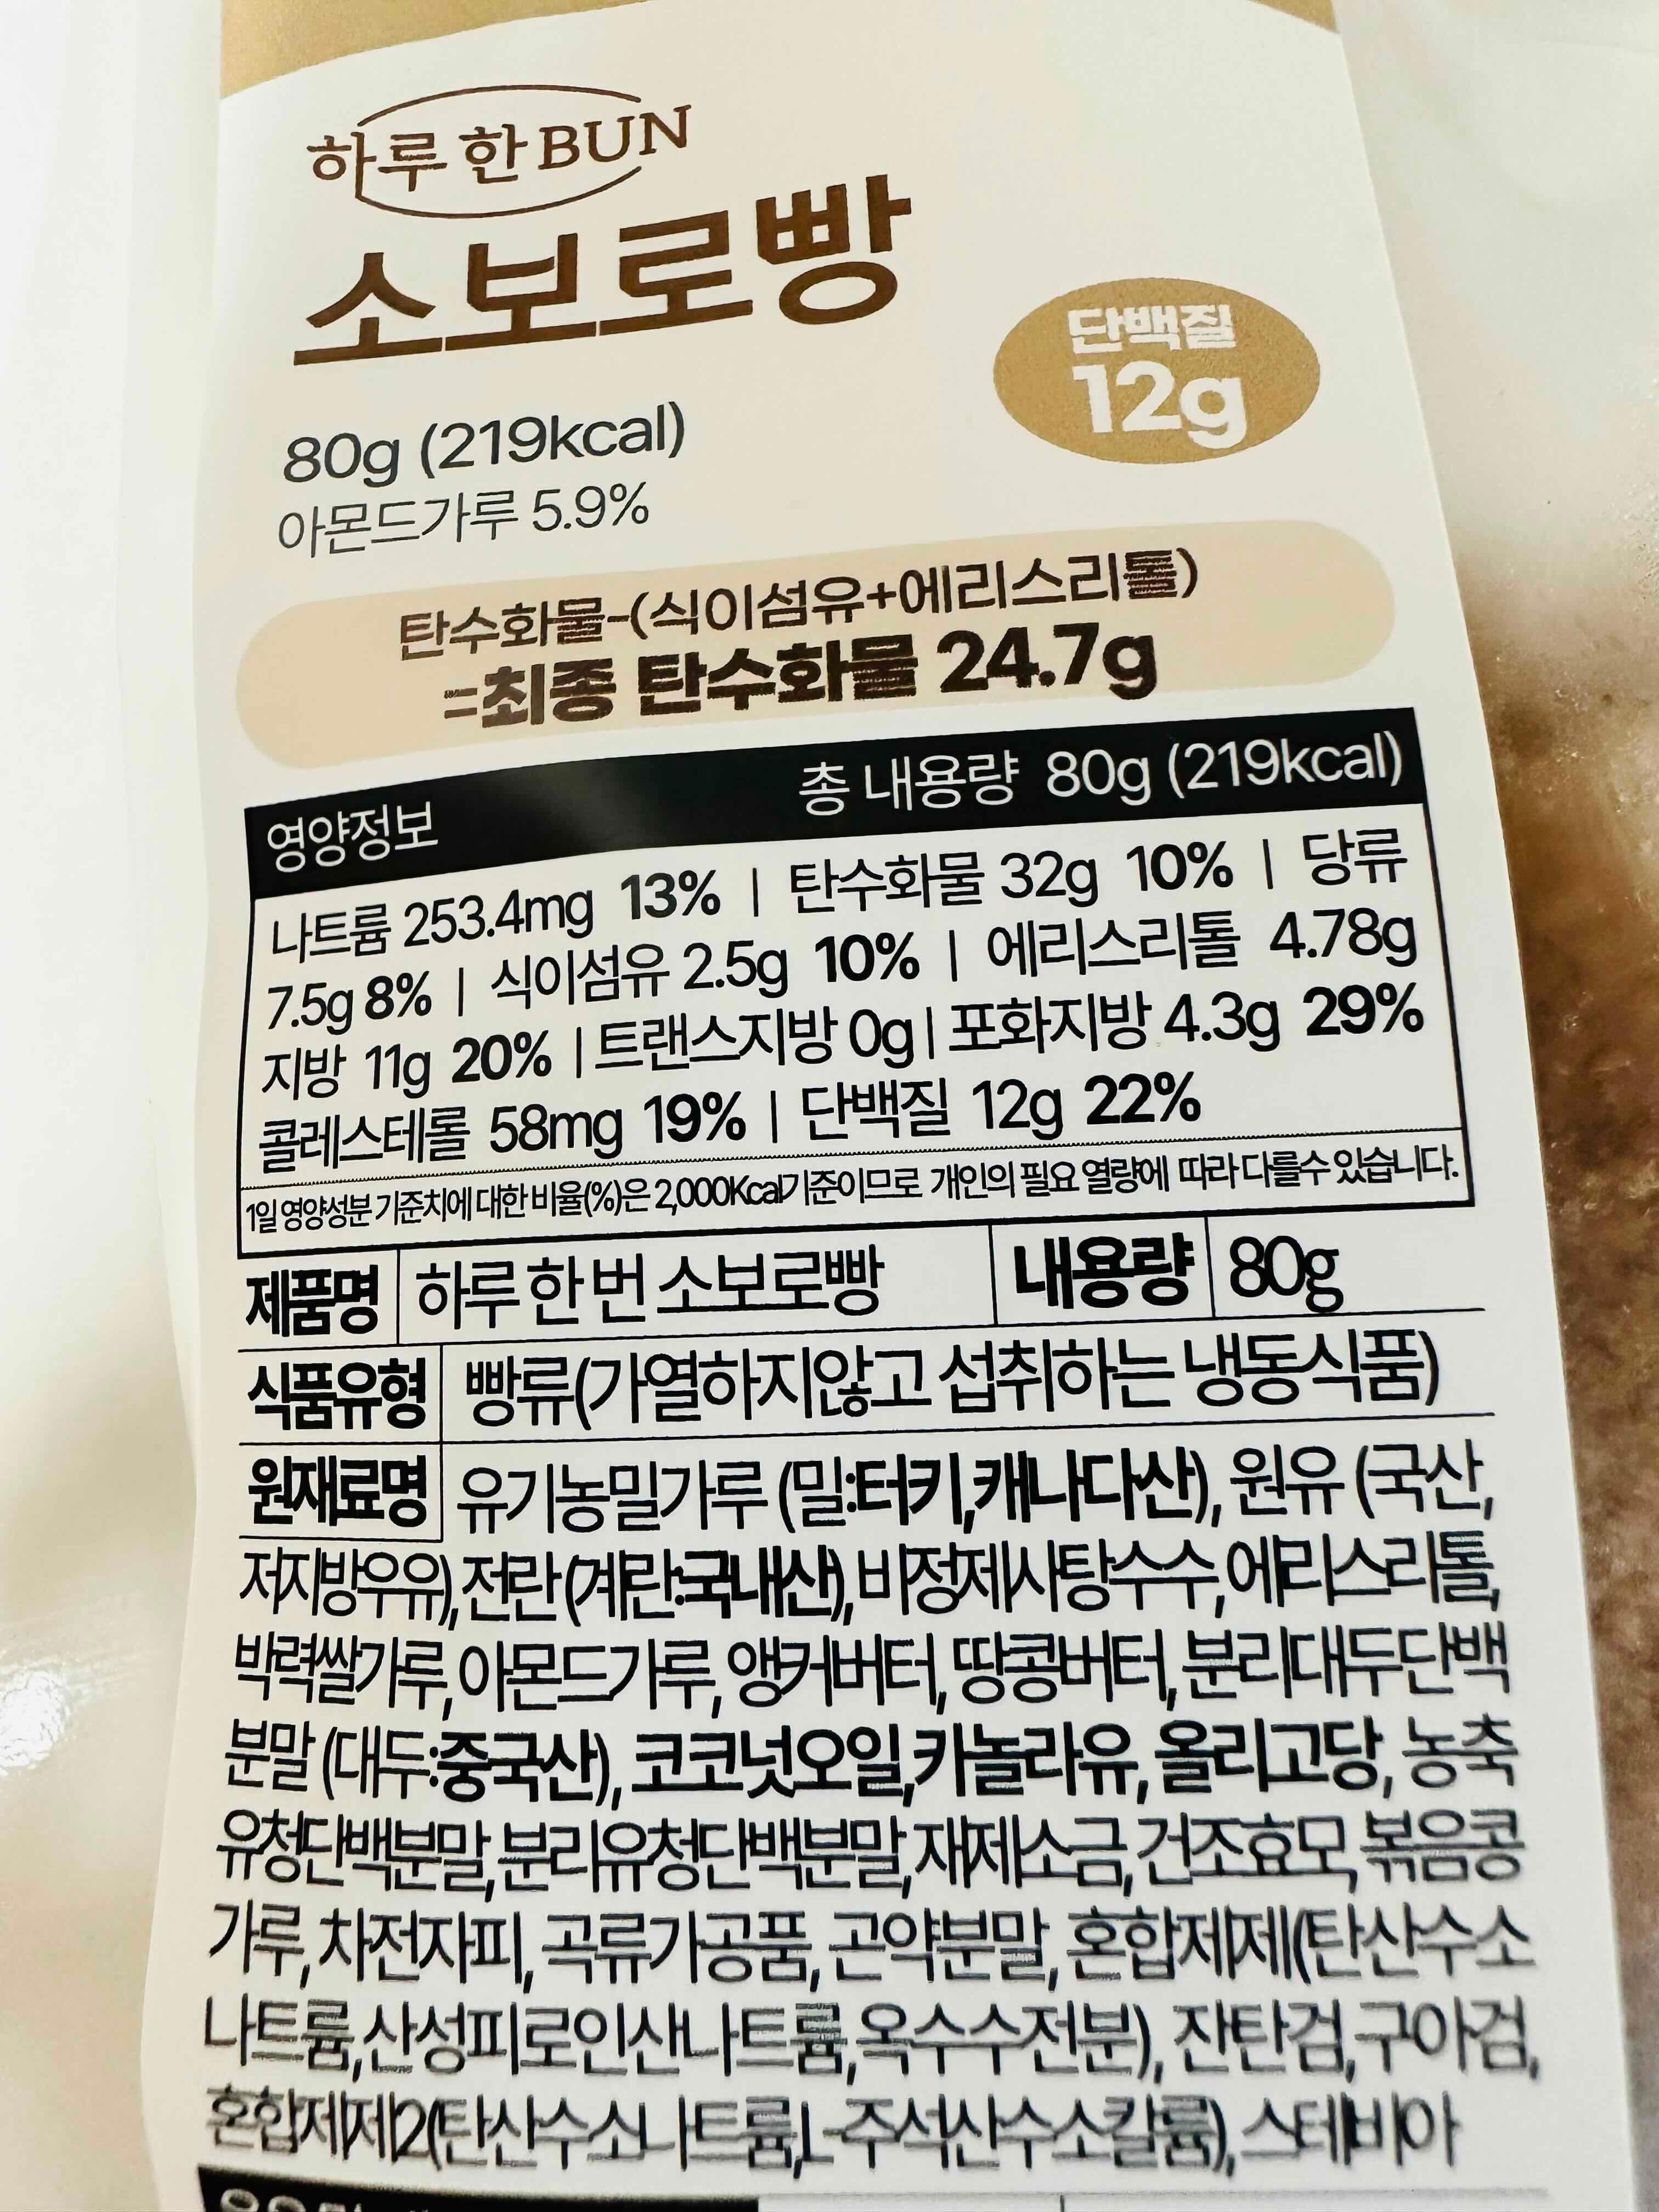 하루 한 BUN
소보로빵
단백질
12g
80g (219kcal)
아몬드가루 5.9%
탄수화물-(식이섬유+에리스리톨)
=최종 탄수화물 24.7g
영양정보 총 내용량 80g (219kcal)
나트륨 253.4mg 13% | 탄수화물 32g 10% | 당류
7.5g 8% | 식이섬유 2.5g 10% | 에리스리톨 4.78g
지방 11g 20% | 트랜스지방 0g | 포화지방 4.3g 29%
콜레스테롤 58mg 19% | 단백질 12g 22%
1일 영양성분 기준치에 대한 비율(%)은 2,000Kcal기준이므로 개인의 필요 열량에 따라 다를수 있습니다.
제품명 하루 한 번 소보로빵 내용량 80g
식품유형 빵류(가열하지않고 섭취하는 냉동식품)
원재료명 유기농밀가루 (밀:터키,캐나다산), 원유 (국산,
저지방우유), 전란 (계란:국내산), 비정제사탕수수, 에리스리톨,
박력쌀가루, 아몬드가루, 앵커버터, 땅콩버터, 분리대두단백
분말 (대두:중국산), 코코넛오일, 카놀라유, 올리고당, 농축
유청단백분말, 분리유청단백분말, 재제소금, 건조효모, 볶음콩
가루, 차전자피, 곡류가공품, 곤약분말, 혼합제제(탄산수소
나트륨,산성피로인산나트륨,옥수수전분), 잔탄검, 구아검,
혼합제제2(탄산수소나트륨,L-주석산수소칼륨), 스테비아